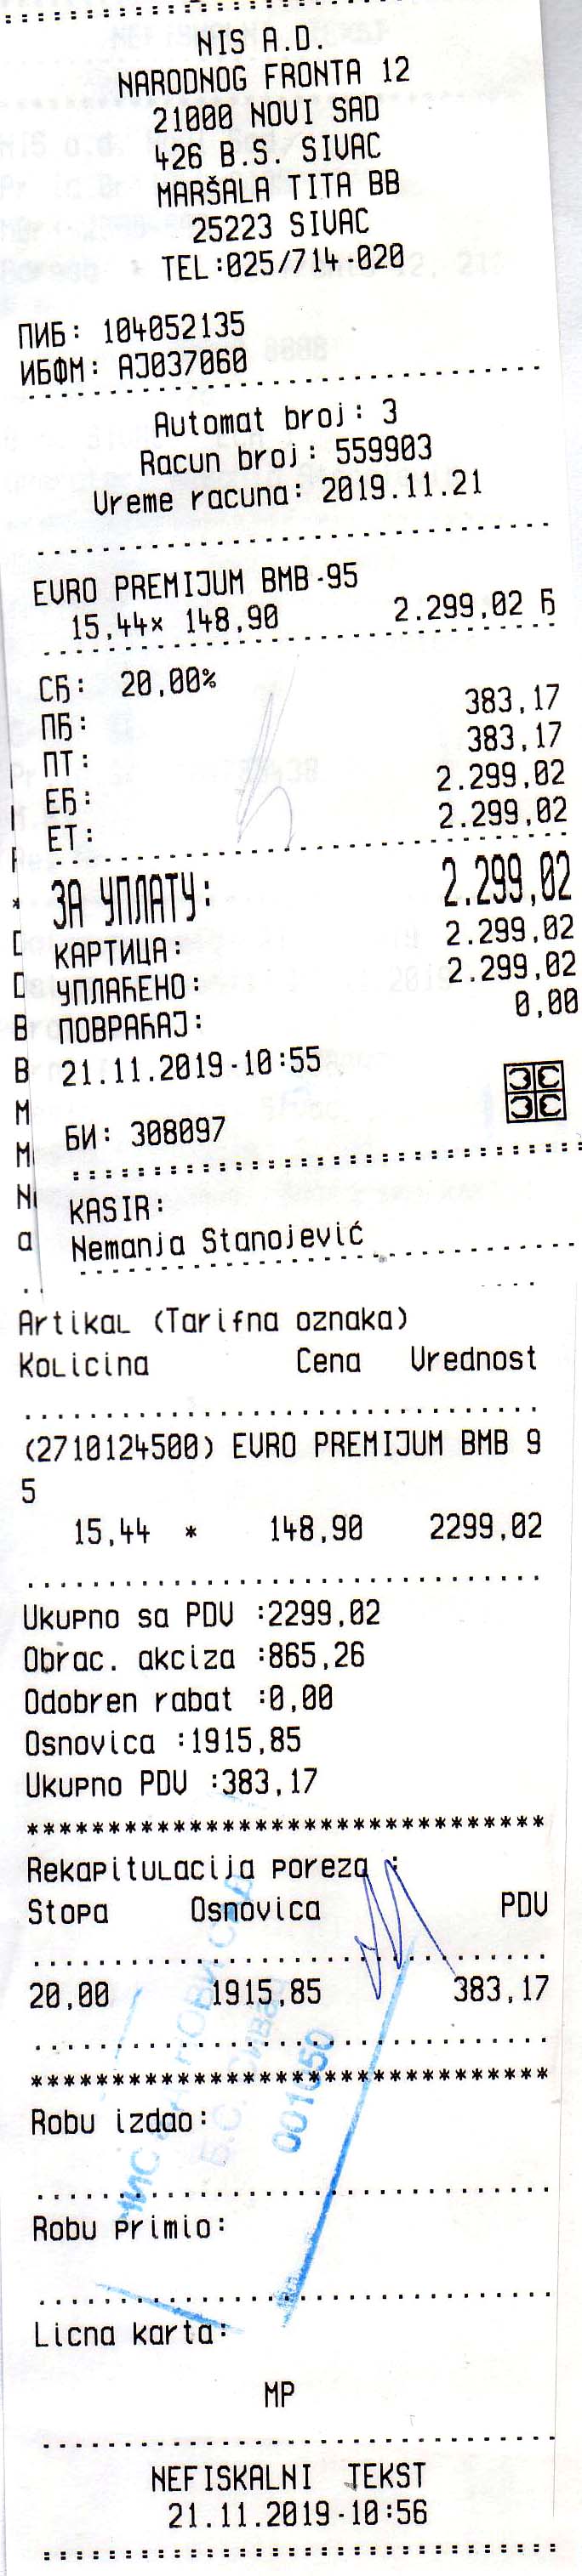 NIS A.D.
NARODNOG FRONTA 12
21000 NOVI SAD
426 B.S. SIVAC
MARŠALA TITA BB
25223 SIVAC
TEL:025/714-020
ПИБ: 104052135
ИБФМ: AJ037060
Automat broj: 3
Racun broj: 559903
Vreme racuna: 2019.11.21
EVRO PREMIJUM BMB-95
15,44x 148,90 2.299,02 Ђ
СЂ: 20,00%
ПЂ: 383,17
ПТ: 383,17
ЕЂ: 2.299,02
ЕТ: 2.299,02
ЗА УПЛАТУ: 2.299,02
КАРТИЦА: 2.299,02
УПЛАЋЕНО: 2.299,02
ПОВРАЋАЈ: 0,00
21.11.2019-10:55
БИ: 308097
KASIR:
Nemanja Stanojević
Artikal (Tarifna oznaka)
Kolicina Cena Vrednost
(2710124500) EVRO PREMIJUM BMB 9
5
15,44 * 148,90 2299,02
Ukupno sa PDV :2299,02
Obrac. akciza :865,26
Odobren rabat :0,00
Osnovica :1915,85
Ukupno PDV :383,17
********************************
Rekapitulacija poreza :
Stopa Osnovica PDV
20,00 1915,85 383,17
********************************
Robu izdao:
Robu primio:
Licna karta:
MP
NEFISKALNI TEKST
21.11.2019-10:56